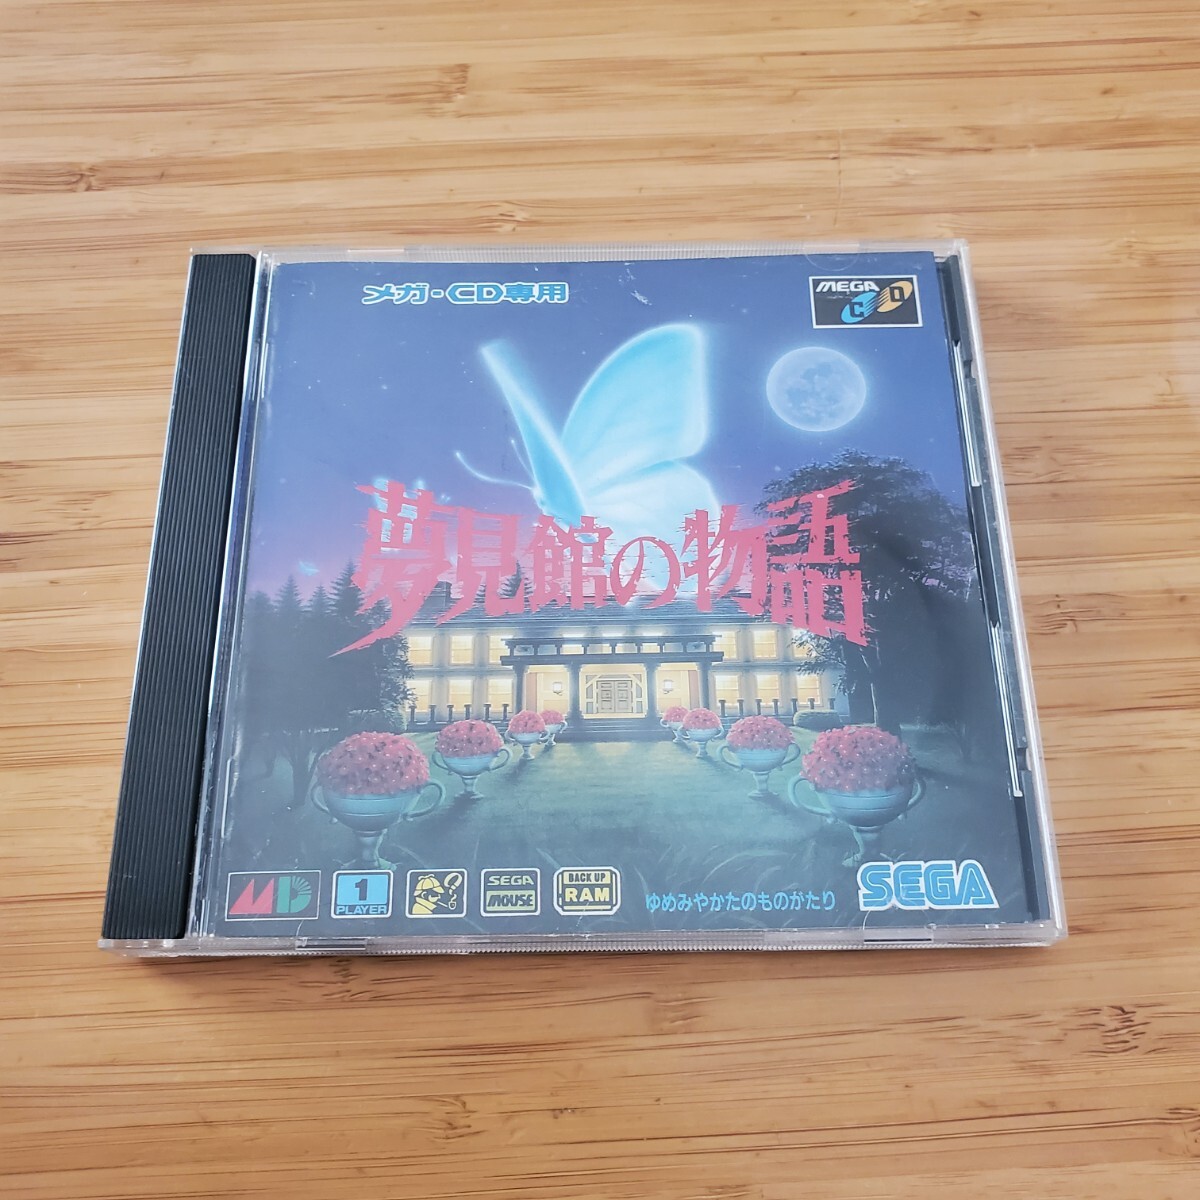 メガ-CD専用
MEGA CD
夢見館の物語
MD
1 PLAYER
SEGA MOUSE
BACK UP RAM
ゆめみやかたのものがたり
SEGA